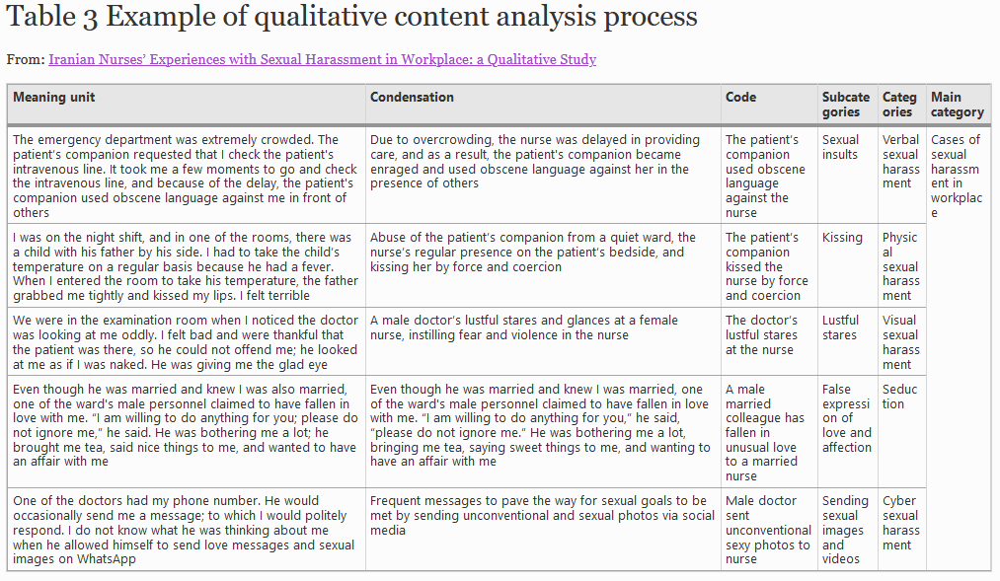 Table 3 Example of qualitative content analysis process
From: Iranian Nurses’ Experiences with Sexual Harassment in Workplace: a Qualitative Study
Meaning unit
Condensation
Code
Subcate
gories
Categ
ories
Main
category
The emergency department was extremely crowded. The
patient’s companion requested that I check the patient's
intravenous line. It took me a few moments to go and check
the intravenous line, and because of the delay, the patient's
companion used obscene language against me in front of
others
Due to overcrowding, the nurse was delayed in providing
care, and as a result, the patient's companion became
enraged and used obscene language against her in the
presence of others
The patient’s
companion
used obscene
language
against the
nurse
Sexual
insults
Verbal
sexual
harass
ment
Cases of
sexual
harassm
ent in
workplac
e
I was on the night shift, and in one of the rooms, there was
a child with his father by his side. I had to take the child’s
temperature on a regular basis because he had a fever.
When I entered the room to take his temperature, the father
grabbed me tightly and kissed my lips. I felt terrible
Abuse of the patient’s companion from a quiet ward, the
nurse’s regular presence on the patient’s bedside, and
kissing her by force and coercion
The patient’s
companion
kissed the
nurse by force
and coercion
Kissing
Physic
al
sexual
harass
ment
We were in the examination room when I noticed the doctor
was looking at me oddly. I felt bad and were thankful that
the patient was there, so he could not offend me; he looked
at me as if I was naked. He was giving me the glad eye
A male doctor’s lustful stares and glances at a female
nurse, instilling fear and violence in the nurse
The doctor’s
lustful stares
at the nurse
Lustful
stares
Visual
sexual
harass
ment
Even though he was married and knew I was also married,
one of the ward's male personnel claimed to have fallen in
love with me. “I am willing to do anything for you; please do
not ignore me,” he said. He was bothering me a lot; he
brought me tea, said nice things to me, and wanted to have
an affair with me
Even though he was married and knew I was married, one
of the ward's male personnel claimed to have fallen in love
with me. “I am willing to do anything for you,” he said,
“please do not ignore me.” He was bothering me a lot,
bringing me tea, saying sweet things to me, and wanting to
have an affair with me
A male
married
colleague has
fallen in
unusual love
to a married
nurse
False
expressi
on of
love and
affection
Seduc
tion
One of the doctors had my phone number. He would
occasionally send me a message; to which I would politely
respond. I do not know what he was thinking about me
when he allowed himself to send love messages and sexual
images on WhatsApp
Frequent messages to pave the way for sexual goals to be
met by sending unconventional and sexual photos via social
media
Male doctor
sent
unconventional
sexy photos to
nurse
Sending
sexual
images
and
videos
Cyber
sexual
harass
ment